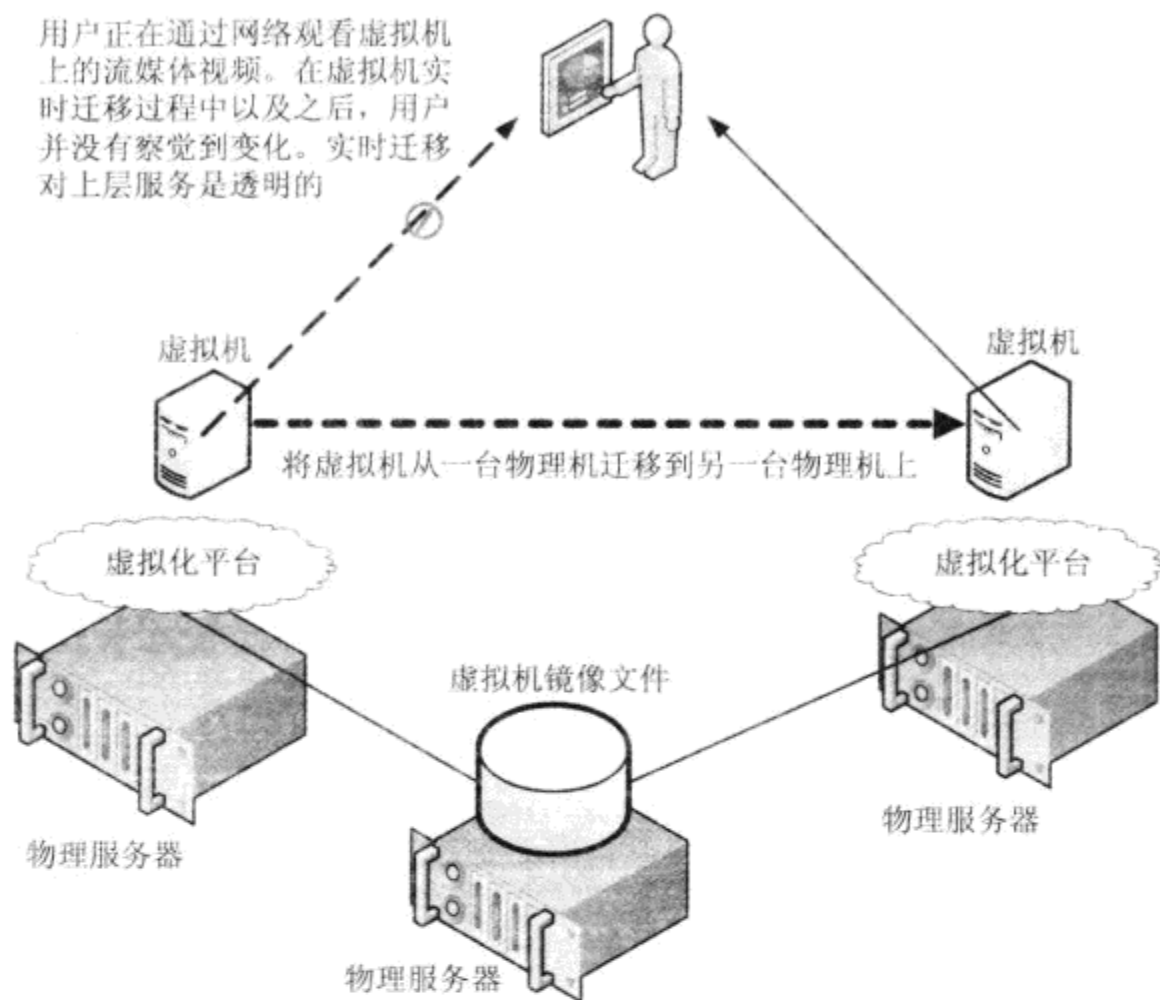 用户正在通过网络观看虚拟机
上的流媒体视频。在虚拟机实
时迁移过程中以及之后，用户
并没有察觉到变化。实时迁移
对上层服务是透明的
虚拟机
虚拟机
将虚拟机从一台物理机迁移到另一台物理机上
虚拟化平台
虚拟化平台
虚拟机镜像文件
物理服务器
物理服务器
物理服务器